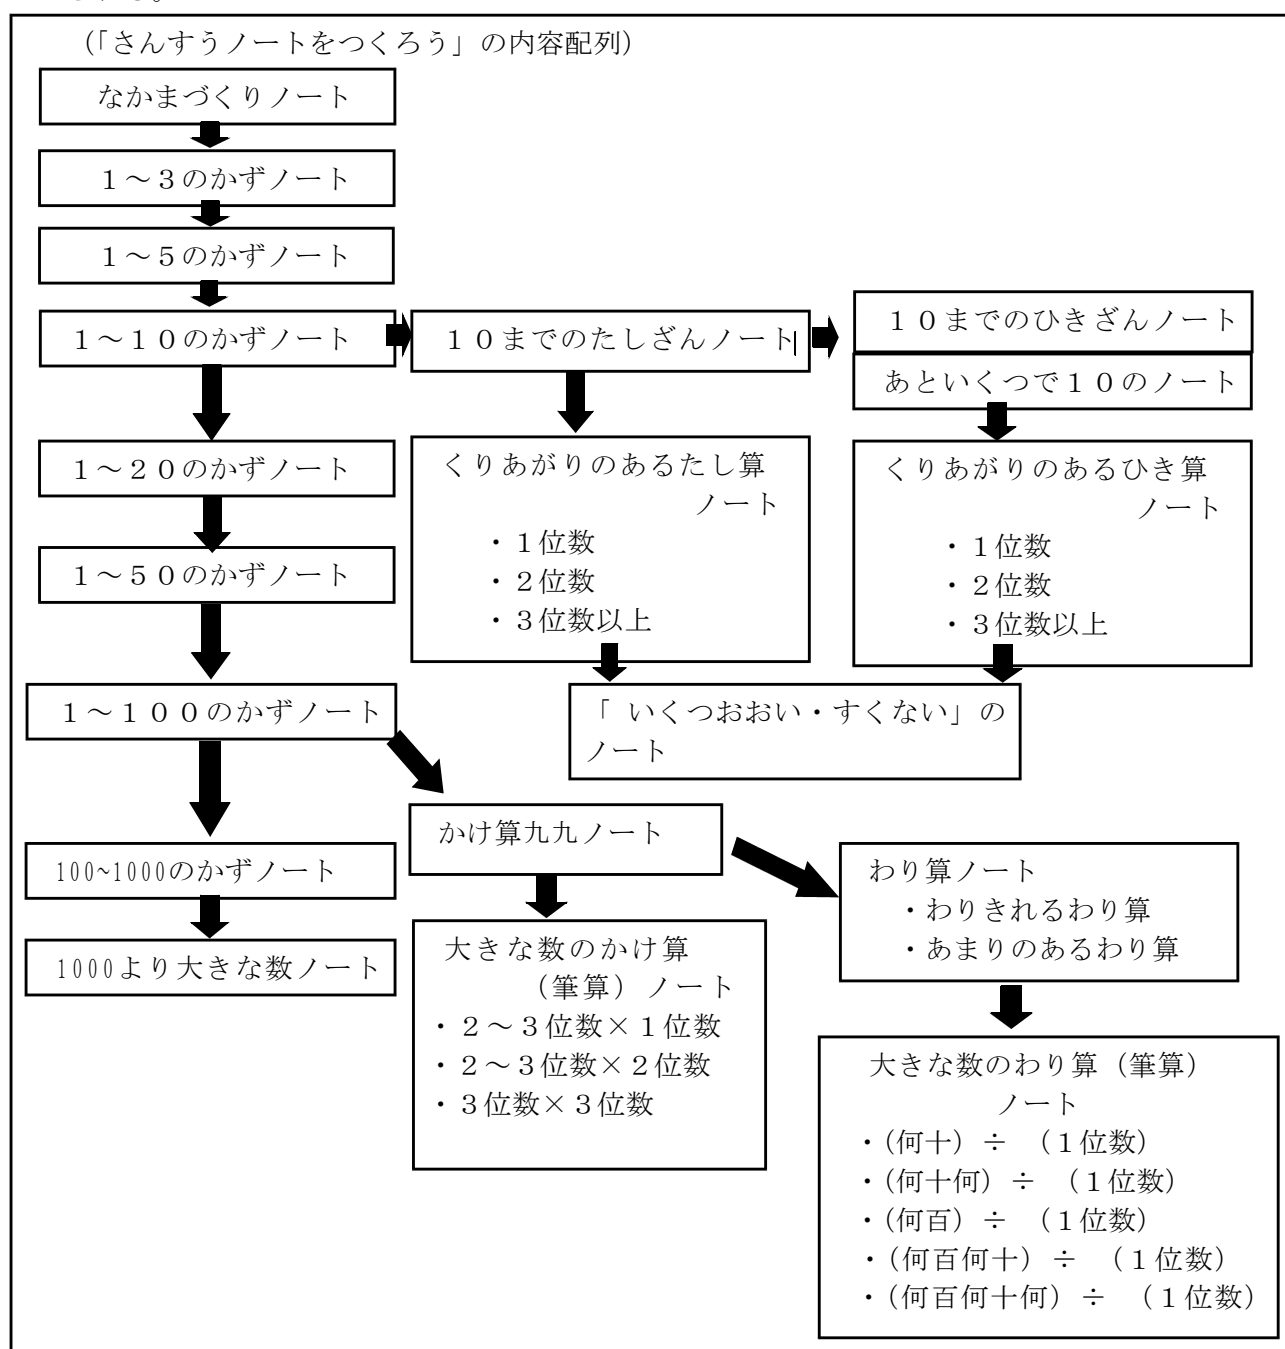 (「さんすうノートをつくろう」の内容配列)
なかまづくりノート
1～3のかずノート
1～5のかずノート
1～10のかずノート
10までのたしざんノート
10までのひきざんノート
あといくつで10のノート
1～20のかずノート
1～50のかずノート
くりあがりのあるたし算
ノート
・1位数
・2位数
・3位数以上
くりあがりのあるひき算
ノート
・1位数
・2位数
・3位数以上
1～100のかずノート
「 いくつおおい・すくない」の
ノート
かけ算九九ノート
100~1000のかずノート
1000より大きな数ノート
わり算ノート
・わりきれるわり算
・あまりのあるわり算
大きな数のかけ算
(筆算) ノート
・2～3位数×1位数
・2～3位数×2位数
・3位数×3位数
大きな数のわり算 (筆算)
ノート
・(何十) ÷ (1位数)
・(何十何) ÷ (1位数)
・(何百) ÷ (1位数)
・(何百何十) ÷ (1位数)
・(何百何十何) ÷ (1位数)